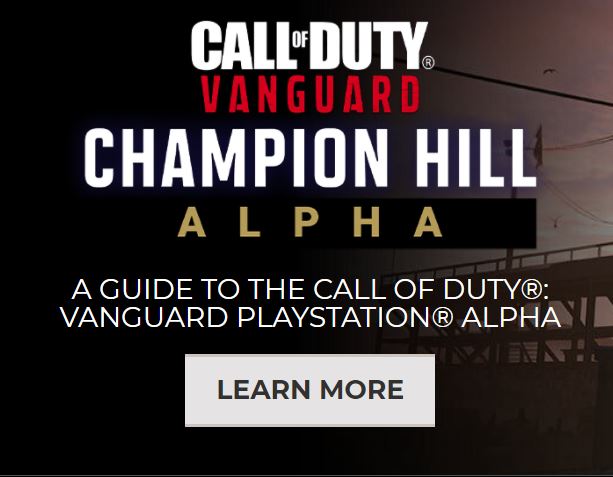 CALL OF DUTY®
VANGUARD
CHAMPION HILL
ALPHA
A GUIDE TO THE CALL OF DUTY®:
VANGUARD PLAYSTATION® ALPHA
LEARN MORE